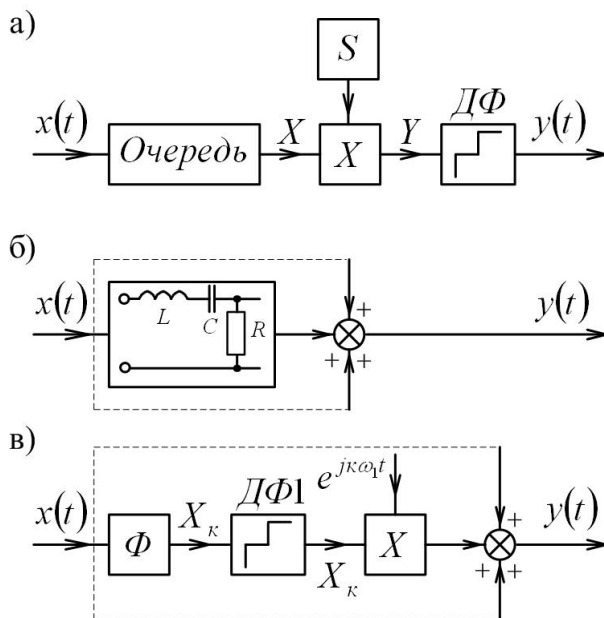 а)
S
ДФ
x(t) Очередь X X Y y(t)
б)
x(t) L C R + + + y(t)
в)
ДФ1 e^{jкω₁t}
x(t) Ф X_к X + + + y(t)
X_к